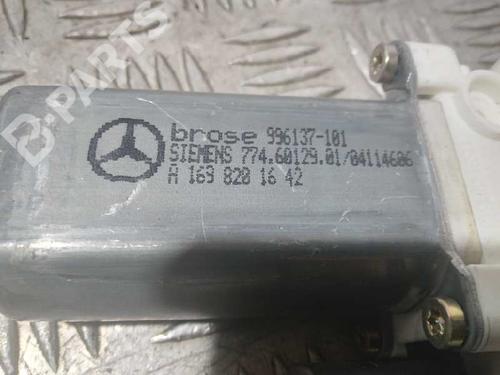 B-PARTS
brose 996137-101
SIEMENS 774.60129.01/04114606
A 169 820 16 42